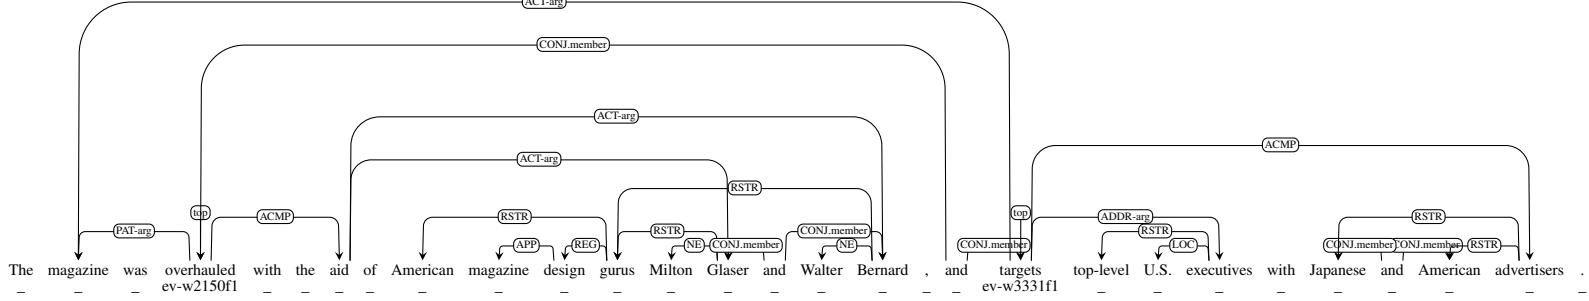 ACT-arg
CONJ.member
ACT-arg
ACMP
ACT-arg
RSTR
top ACMP RSTR top ADDR-arg RSTR
PAT-arg RSTR CONJ.member RSTR
APP REG NE CONJ.member NE CONJ.member LOC CONJ.member CONJ.member RSTR
The magazine was overhauled with the aid of American magazine design gurus Milton Glaser and Walter Bernard , and targets top-level U.S. executives with Japanese and American advertisers .
_ _ _ ev-w2150f1 _ _ _ _ _ _ _ _ _ _ _ _ _ _ _ ev-w3331f1 _ _ _ _ _ _ _ _ _